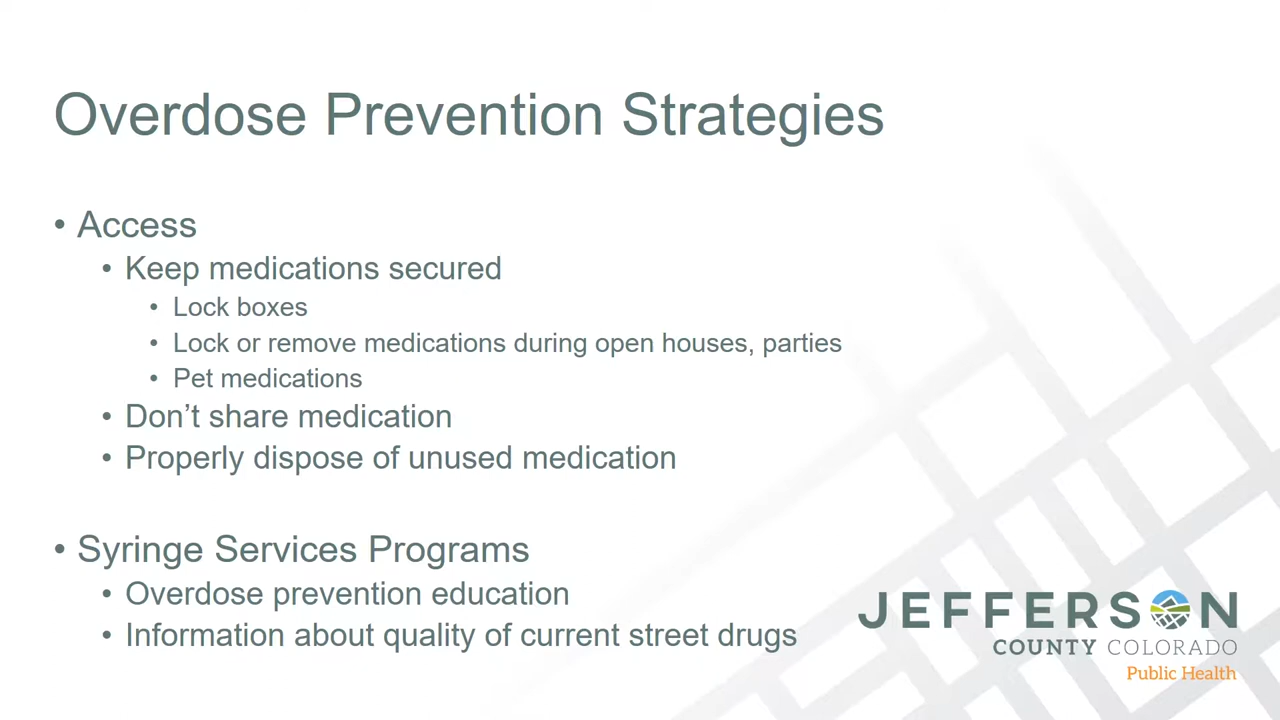 Overdose Prevention Strategies
• Access
• Keep medications secured
• Lock boxes
• Lock or remove medications during open houses, parties
• Pet medications
• Don’t share medication
• Properly dispose of unused medication
• Syringe Services Programs
• Overdose prevention education
• Information about quality of current street drugs
JEFFERSON
COUNTY COLORADO
Public Health